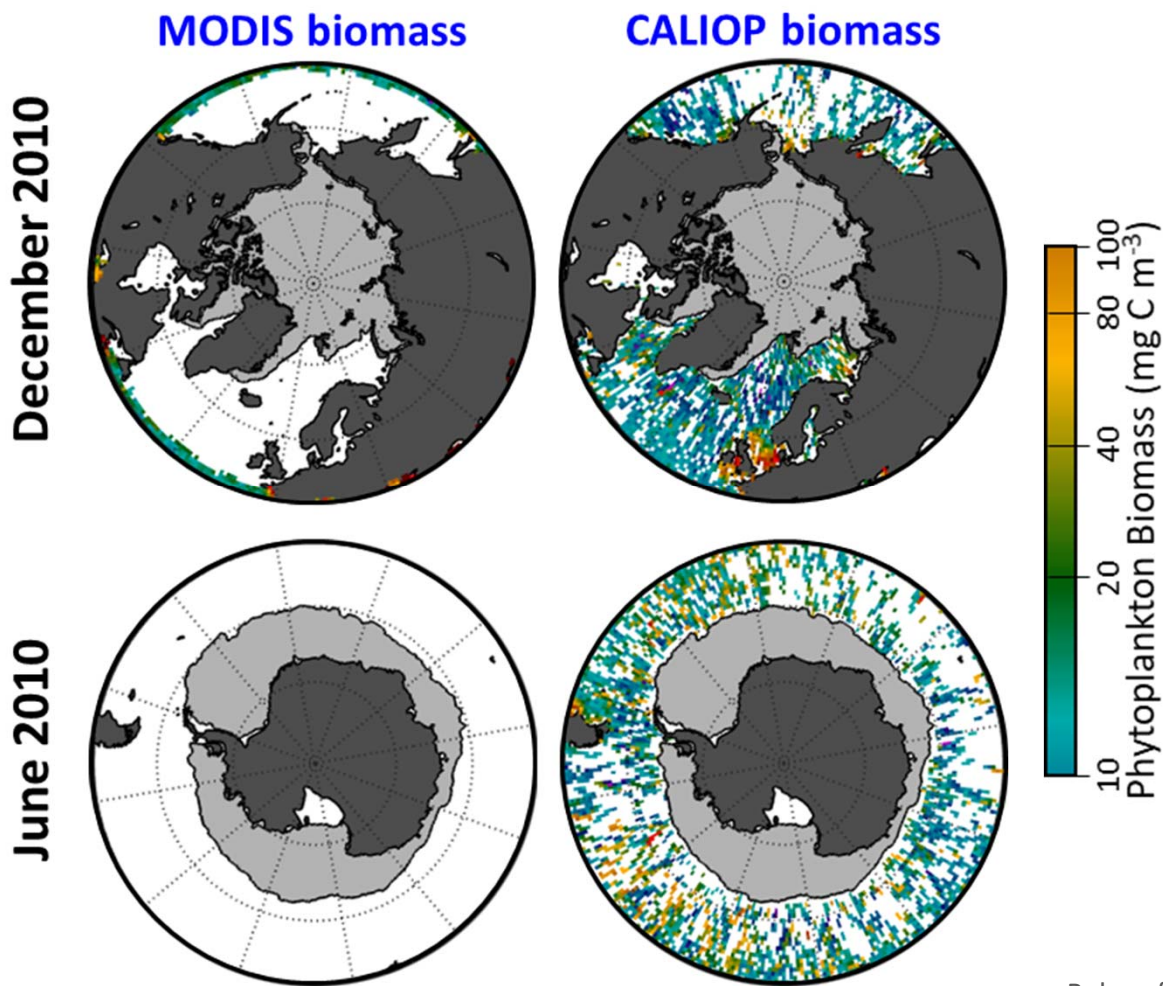 MODIS biomass
CALIOP biomass
December 2010
June 2010
100
80
40
20
10
Phytoplankton Biomass (mg C m⁻³)